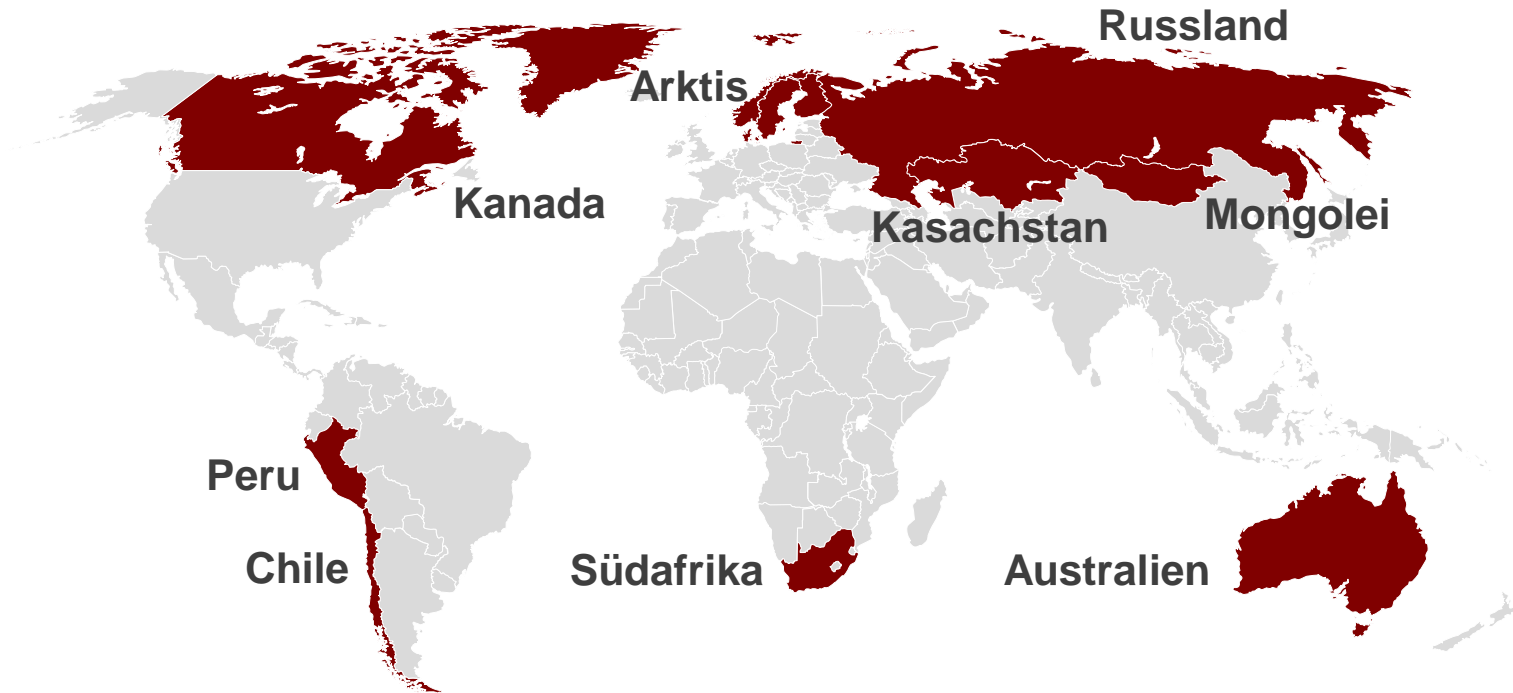 Russland
Arktis
Kanada
Kasachstan
Mongolei
Peru
Chile
Südafrika
Australien